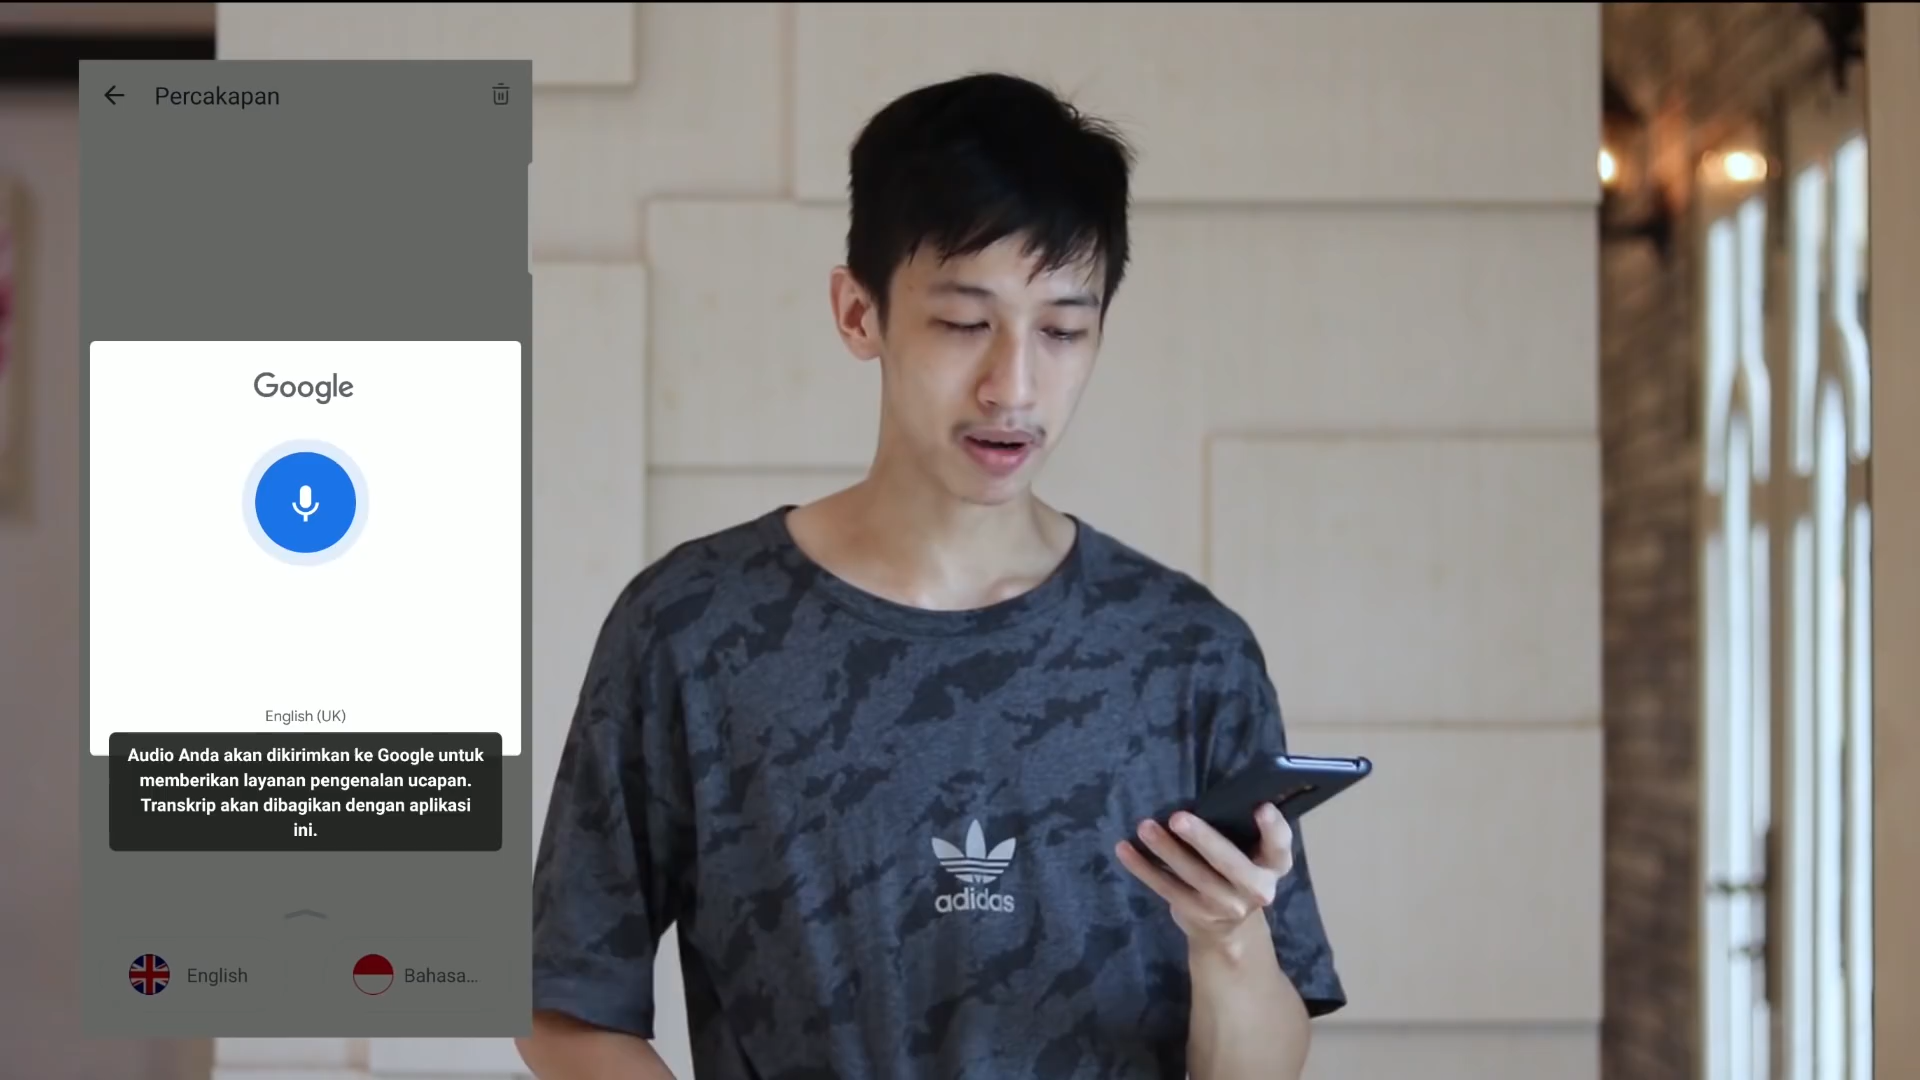 Percakapan
Google
English (UK)
Audio Anda akan dikirimkan ke Google untuk
memberikan layanan pengenalan ucapan.
Transkrip akan dibagikan dengan aplikasi
ini.
English
Bahasa...
adidas